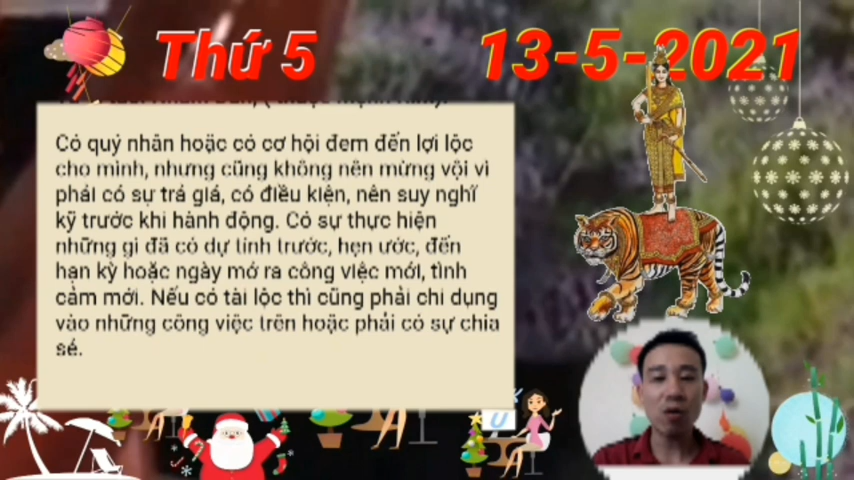 Thứ 5
13-5-2021
Có quý nhân hoặc có cơ hội đem đến lợi lộc
cho mình, nhưng cũng không nên mừng vội vì
phải có sự trả giá, có điều kiện, nên suy nghĩ
kỹ trước khi hành động. Có sự thực hiện
những gì đã có dự tính trước, hẹn ước, đến
hạn kỳ hoặc ngày mở ra công việc mới, tình
cảm mới. Nếu có tài lộc thì cũng phải chi dụng
vào những công việc trên hoặc phải có sự chia
sẻ.